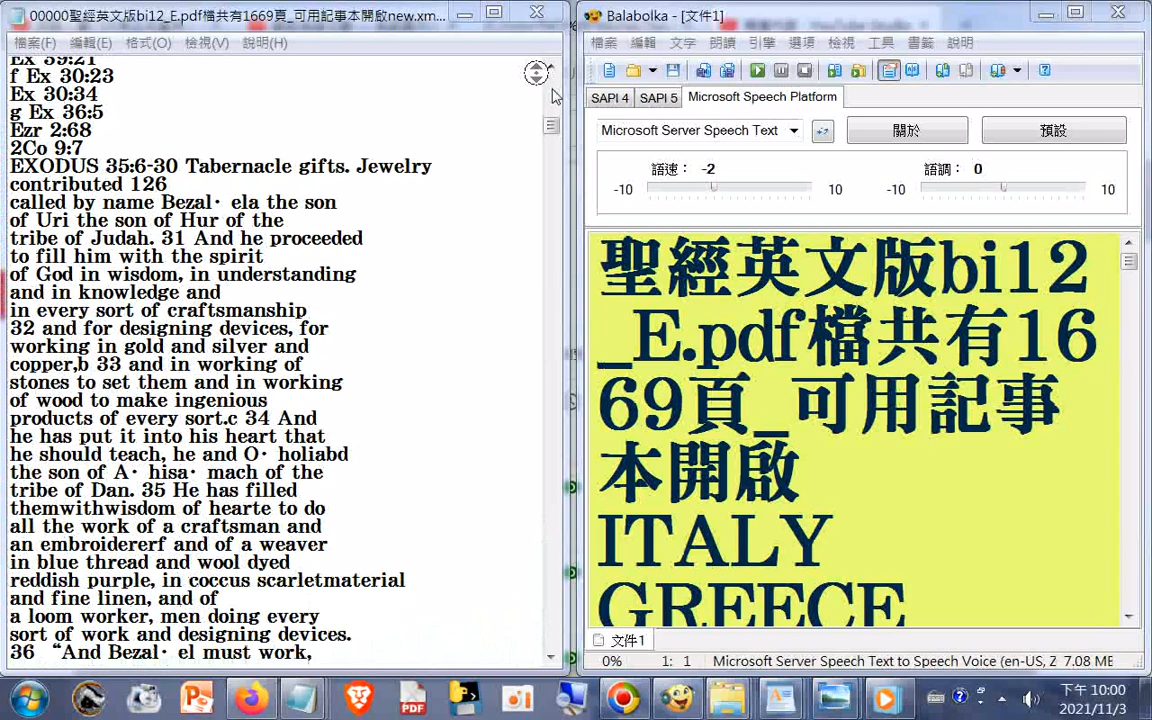 00000聖經英文版bi12_E.pdf檔共有1669頁_可用記事本開啟new.xm...
檔案(F) 編輯(E) 格式(O) 檢視(V) 說明(H)
Ex 39:21
f Ex 30:23
Ex 30:34
g Ex 36:5
Ezr 2:68
2Co 9:7
EXODUS 35:6-30 Tabernacle gifts. Jewelry
contributed 126
called by name Bezal· ela the son
of Uri the son of Hur of the
tribe of Judah. 31 And he proceeded
to fill him with the spirit
of God in wisdom, in understanding
and in knowledge and
in every sort of craftsmanship
32 and for designing devices, for
working in gold and silver and
copper,b 33 and in working of
stones to set them and in working
of wood to make ingenious
products of every sort.c 34 And
he has put it into his heart that
he should teach, he and O· holiabd
the son of A· hisa· mach of the
tribe of Dan. 35 He has filled
themwithwisdom of hearte to do
all the work of a craftsman and
an embroidererf and of a weaver
in blue thread and wool dyed
reddish purple, in coccus scarletmaterial
and fine linen, and of
a loom worker, men doing every
sort of work and designing devices.
36 “And Bezal· el must work,
Balabolka - [文件1]
檔案 編輯 文字 朗讀 引擎 選項 檢視 工具 書籤 說明
SAPI 4 SAPI 5 Microsoft Speech Platform
Microsoft Server Speech Text 關於 預設
語速: -2 語調: 0
-10 10 -10 10
聖經英文版bi12
_E.pdf檔共有16
69頁_可用記事
本開啟
ITALY
GREECE
文件1
0% 1: 1 Microsoft Server Speech Text to Speech Voice (en-US, Z 7.08 ME
PDF
下午 10:00
2021/11/3